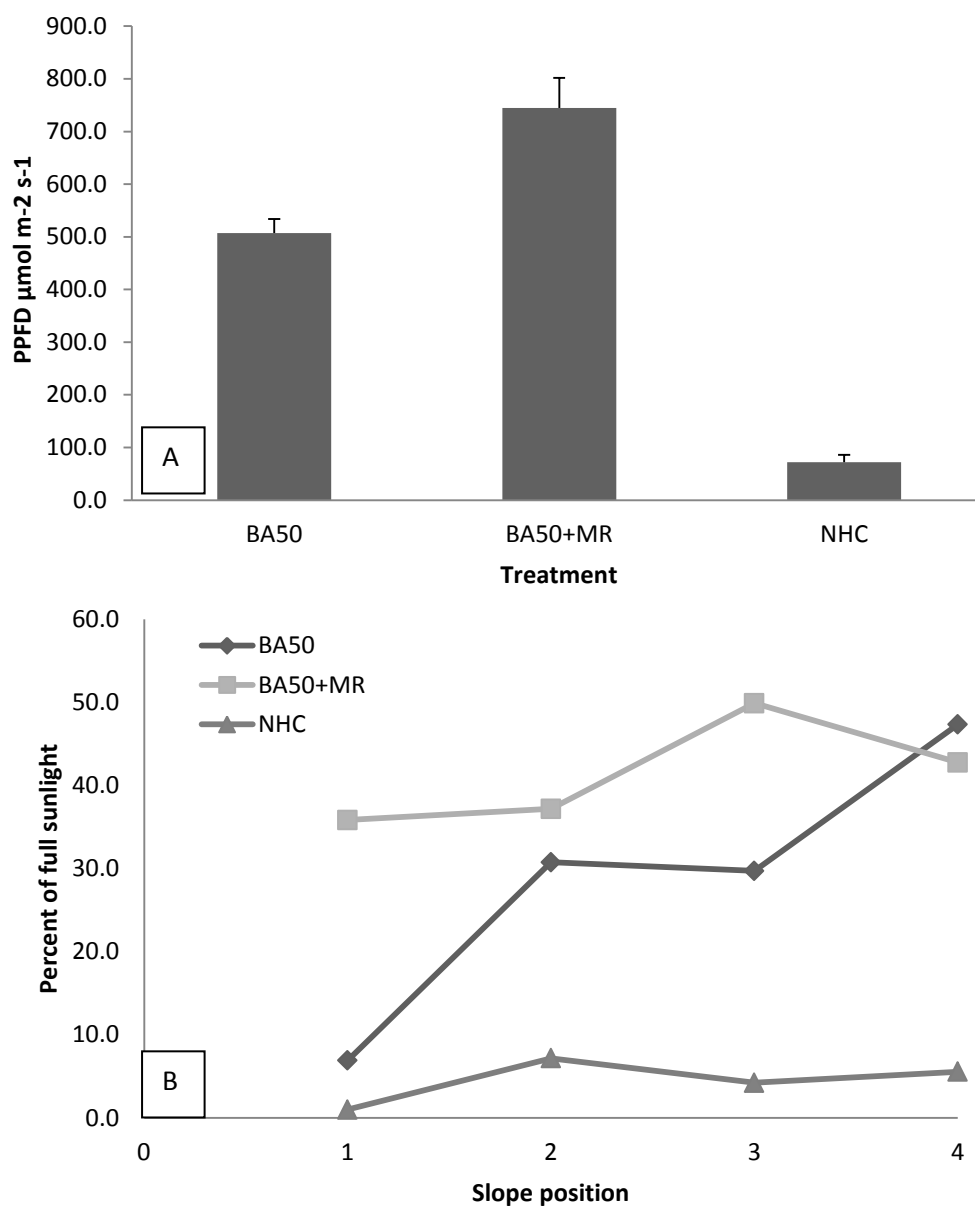 900.0
800.0
700.0
600.0
500.0
400.0
300.0
200.0
100.0
0.0
PPFD µmol m-2 s-1
A
BA50 BA50+MR NHC
Treatment
60.0
50.0
40.0
30.0
20.0
10.0
0.0
Percent of full sunlight
BA50
BA50+MR
NHC
B
0 1 2 3 4
Slope position